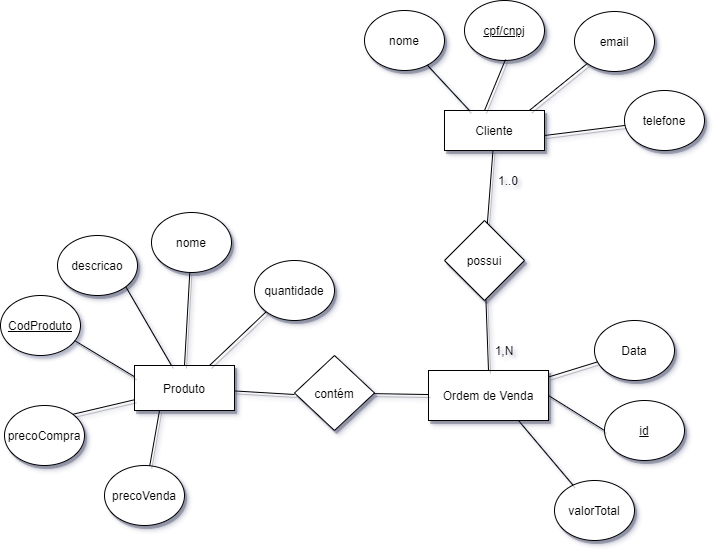 nome
cpf/cnpj
email
telefone
Cliente
1..0
possui
1,N
nome
descricao
quantidade
CodProduto
Produto
contém
Ordem de Venda
Data
id
valorTotal
precoCompra
precoVenda